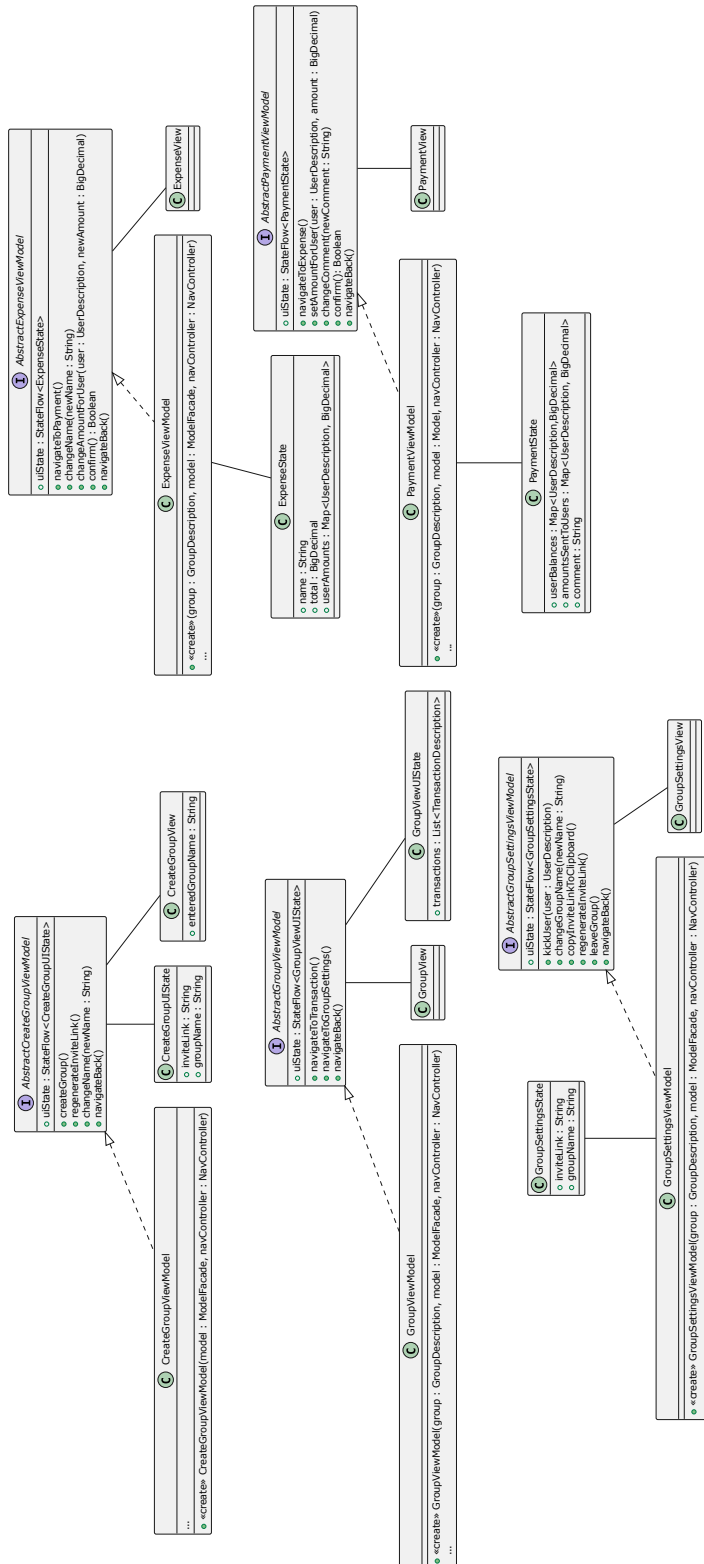 I AbstractCreateGroupViewModel
uiState : StateFlow<CreateGroupUIState>
createGroup()
regenerateInviteLink()
changeName(newName : String)
navigateBack()
C CreateGroupViewModel
...
«create» CreateGroupViewModel(model : ModelFacade, navController : NavController)
C CreateGroupUIState
inviteLink : String
groupName : String
C CreateGroupView
enteredGroupName : String
I AbstractExpenseViewModel
uiState : StateFlow<ExpenseState>
navigateToPayment()
changeName(newName : String)
changeAmountForUser(user : UserDescription, newAmount : BigDecimal)
confirm() : Boolean
navigateBack()
C ExpenseViewModel
«create»(group : GroupDescription, model : ModelFacade, navController : NavController)
...
C ExpenseView
C ExpenseState
name : String
total : BigDecimal
userAmounts : Map<UserDescription, BigDecimal>
I AbstractGroupViewModel
uiState : StateFlow<GroupViewUIState>
navigateToTransaction()
navigateToGroupSettings()
navigateBack()
C GroupViewModel
«create» GroupViewModel(group : GroupDescription, model : ModelFacade, navController : NavController)
...
C GroupView
C GroupViewUIState
transactions : List<TransactionDescription>
I AbstractPaymentViewModel
uiState : StateFlow<PaymentState>
navigateToExpense()
setAmountForUser(user : UserDescription, amount : BigDecimal)
changeComment(newComment : String)
confirm(): Boolean
navigateBack()
C PaymentViewModel
«create»(group : GroupDescription, model : Model, navController : NavController)
...
C PaymentView
C PaymentState
userBalances : Map<UserDescription,BigDecimal>
amountsSentToUsers : Map<UserDescription, BigDecimal>
comment : String
I AbstractGroupSettingsViewModel
uiState : StateFlow<GroupSettingsState>
kickUser(user : UserDescription)
changeGroupName(newName : String)
copyInviteLinkToClipboard()
regenerateInviteLink()
leaveGroup()
navigateBack()
C GroupSettingsState
inviteLink : String
groupName : String
C GroupSettingsViewModel
«create» GroupSettingsViewModel(group : GroupDescription, model : ModelFacade, navController : NavController)
C GroupSettingsView